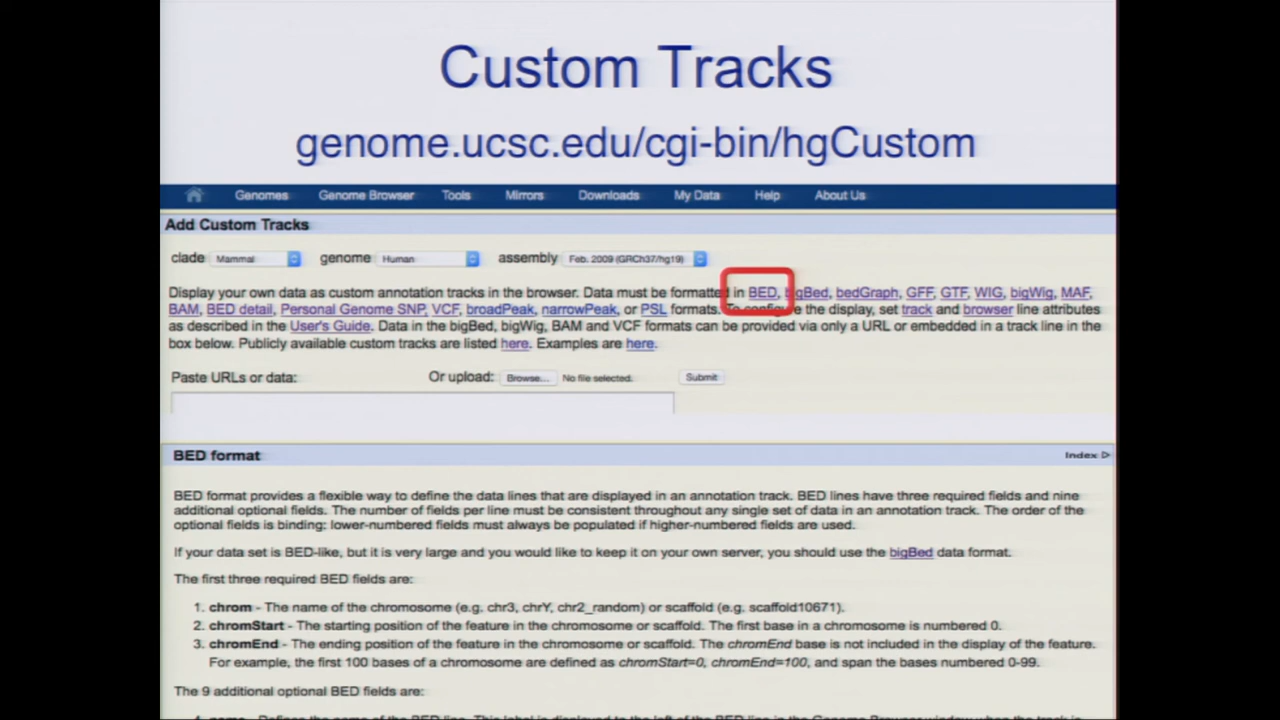 Custom Tracks
genome.ucsc.edu/cgi-bin/hgCustom
Genomes Genome Browser Tools Mirrors Downloads My Data Help About Us
Add Custom Tracks
clade Mammal genome Human assembly Feb. 2009 (GRCh37/hg19)
Display your own data as custom annotation tracks in the browser. Data must be formatted in BED, bigBed, bedGraph, GFF, GTF, WIG, bigWig, MAF,
BAM, BED detail, Personal Genome SNP, VCF, broadPeak, narrowPeak, or PSL formats. To configure the display, set track and browser line attributes
as described in the User's Guide. Data in the bigBed, bigWig, BAM and VCF formats can be provided via only a URL or embedded in a track line in the
box below. Publicly available custom tracks are listed here. Examples are here.
Paste URLs or data: Or upload: Browse... No file selected. Submit
BED format Index
BED format provides a flexible way to define the data lines that are displayed in an annotation track. BED lines have three required fields and nine
additional optional fields. The number of fields per line must be consistent throughout any single set of data in an annotation track. The order of the
optional fields is binding: lower-numbered fields must always be populated if higher-numbered fields are used.
If your data set is BED-like, but it is very large and you would like to keep it on your own server, you should use the bigBed data format.
The first three required BED fields are:
1. chrom - The name of the chromosome (e.g. chr3, chrY, chr2_random) or scaffold (e.g. scaffold10671).
2. chromStart - The starting position of the feature in the chromosome or scaffold. The first base in a chromosome is numbered 0.
3. chromEnd - The ending position of the feature in the chromosome or scaffold. The chromEnd base is not included in the display of the feature.
For example, the first 100 bases of a chromosome are defined as chromStart=0, chromEnd=100, and span the bases numbered 0-99.
The 9 additional optional BED fields are: